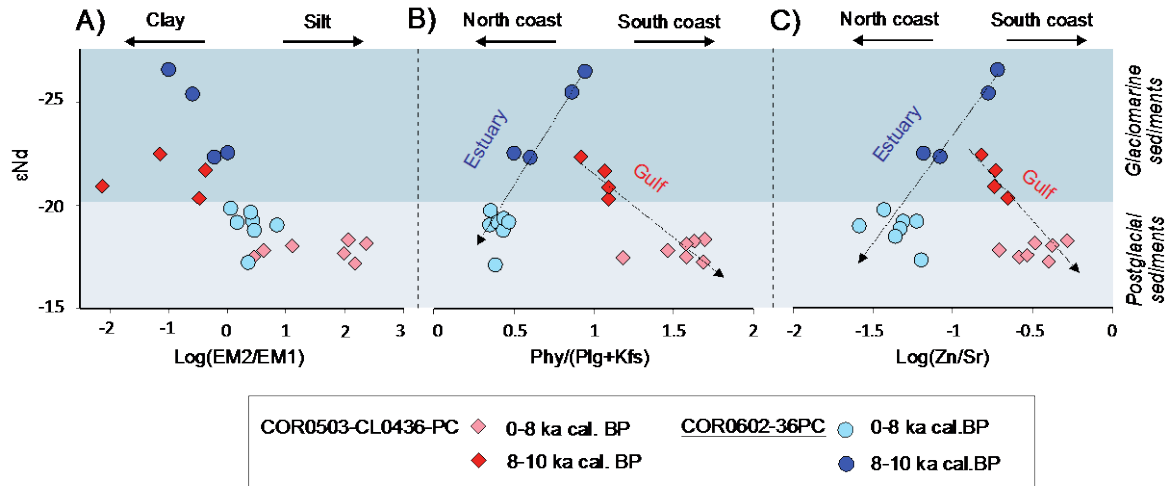 A)
Clay
Silt
B)
North coast
South coast
C)
North coast
South coast
-25
-20
-15
εNd
Estuary
Gulf
Estuary
Gulf
Glaciomarine
sediments
Postglacial
sediments
-2 -1 0 1 2 3
0 0.5 1 1.5 2
-2 -1 -1 0 0
Log(EM2/EM1)
Phy/(Plg+Kfs)
Log(Zn/Sr)
COR0503-CL0436-PC 0-8 ka cal. BP COR0602-36PC 0-8 ka cal.BP
8-10 ka cal. BP 8-10 ka cal.BP